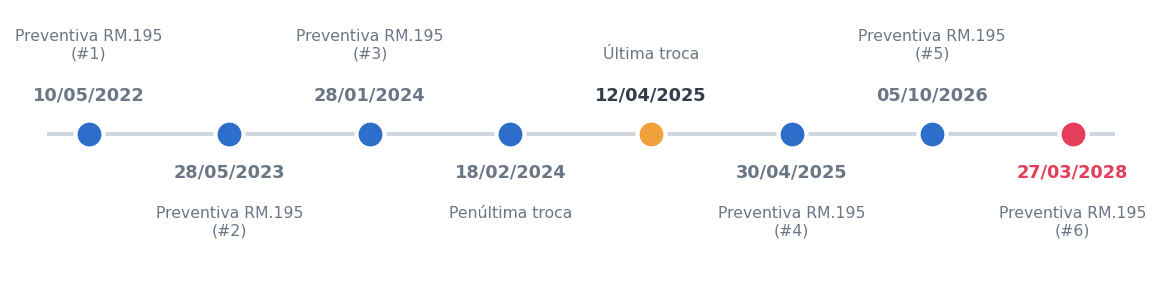 Preventiva RM.195
(#1)
10/05/2022
28/05/2023
Preventiva RM.195
(#2)
Preventiva RM.195
(#3)
28/01/2024
18/02/2024
Penúltima troca
Última troca
12/04/2025
30/04/2025
Preventiva RM.195
(#4)
Preventiva RM.195
(#5)
05/10/2026
27/03/2028
Preventiva RM.195
(#6)